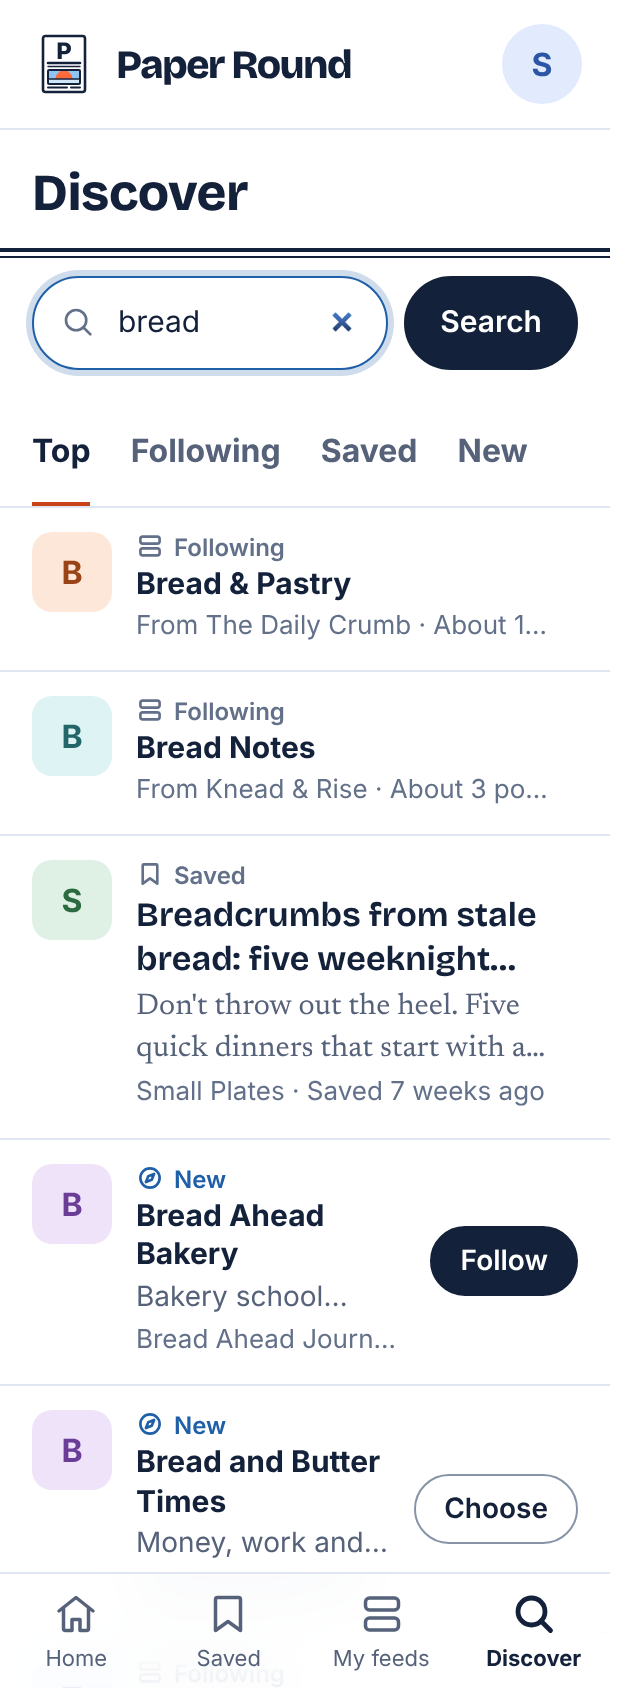 P
Paper Round
S
Discover
bread
Search
Top
Following
Saved
New
B
Following
Bread & Pastry
From The Daily Crumb · About 1...
B
Following
Bread Notes
From Knead & Rise · About 3 po...
S
Saved
Breadcrumbs from stale
bread: five weeknight...
Don't throw out the heel. Five
quick dinners that start with a...
Small Plates · Saved 7 weeks ago
B
New
Bread Ahead
Bakery
Bakery school...
Bread Ahead Journ...
Follow
B
New
Bread and Butter
Times
Money, work and...
Choose
Following
Home
Saved
My feeds
Discover